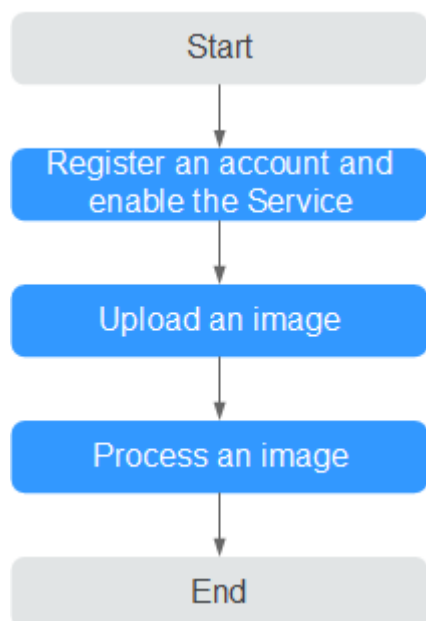 Start
Register an account and
enable the Service
Upload an image
Process an image
End